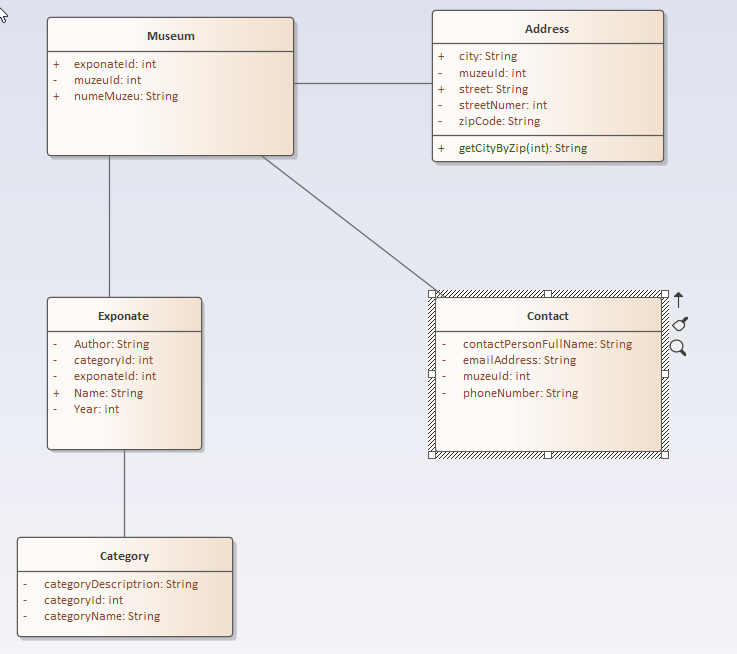 Museum
+ exponateId: int
- muzeuId: int
+ numeMuzeu: String
Address
+ city: String
- muzeuId: int
+ street: String
- streetNumer: int
- zipCode: String
+ getCityByZip(int): String
Exponate
- Author: String
- categoryId: int
- exponateId: int
+ Name: String
- Year: int
Contact
- contactPersonFullName: String
- emailAddress: String
- muzeuId: int
- phoneNumber: String
Category
- categoryDescriptrion: String
- categoryId: int
- categoryName: String